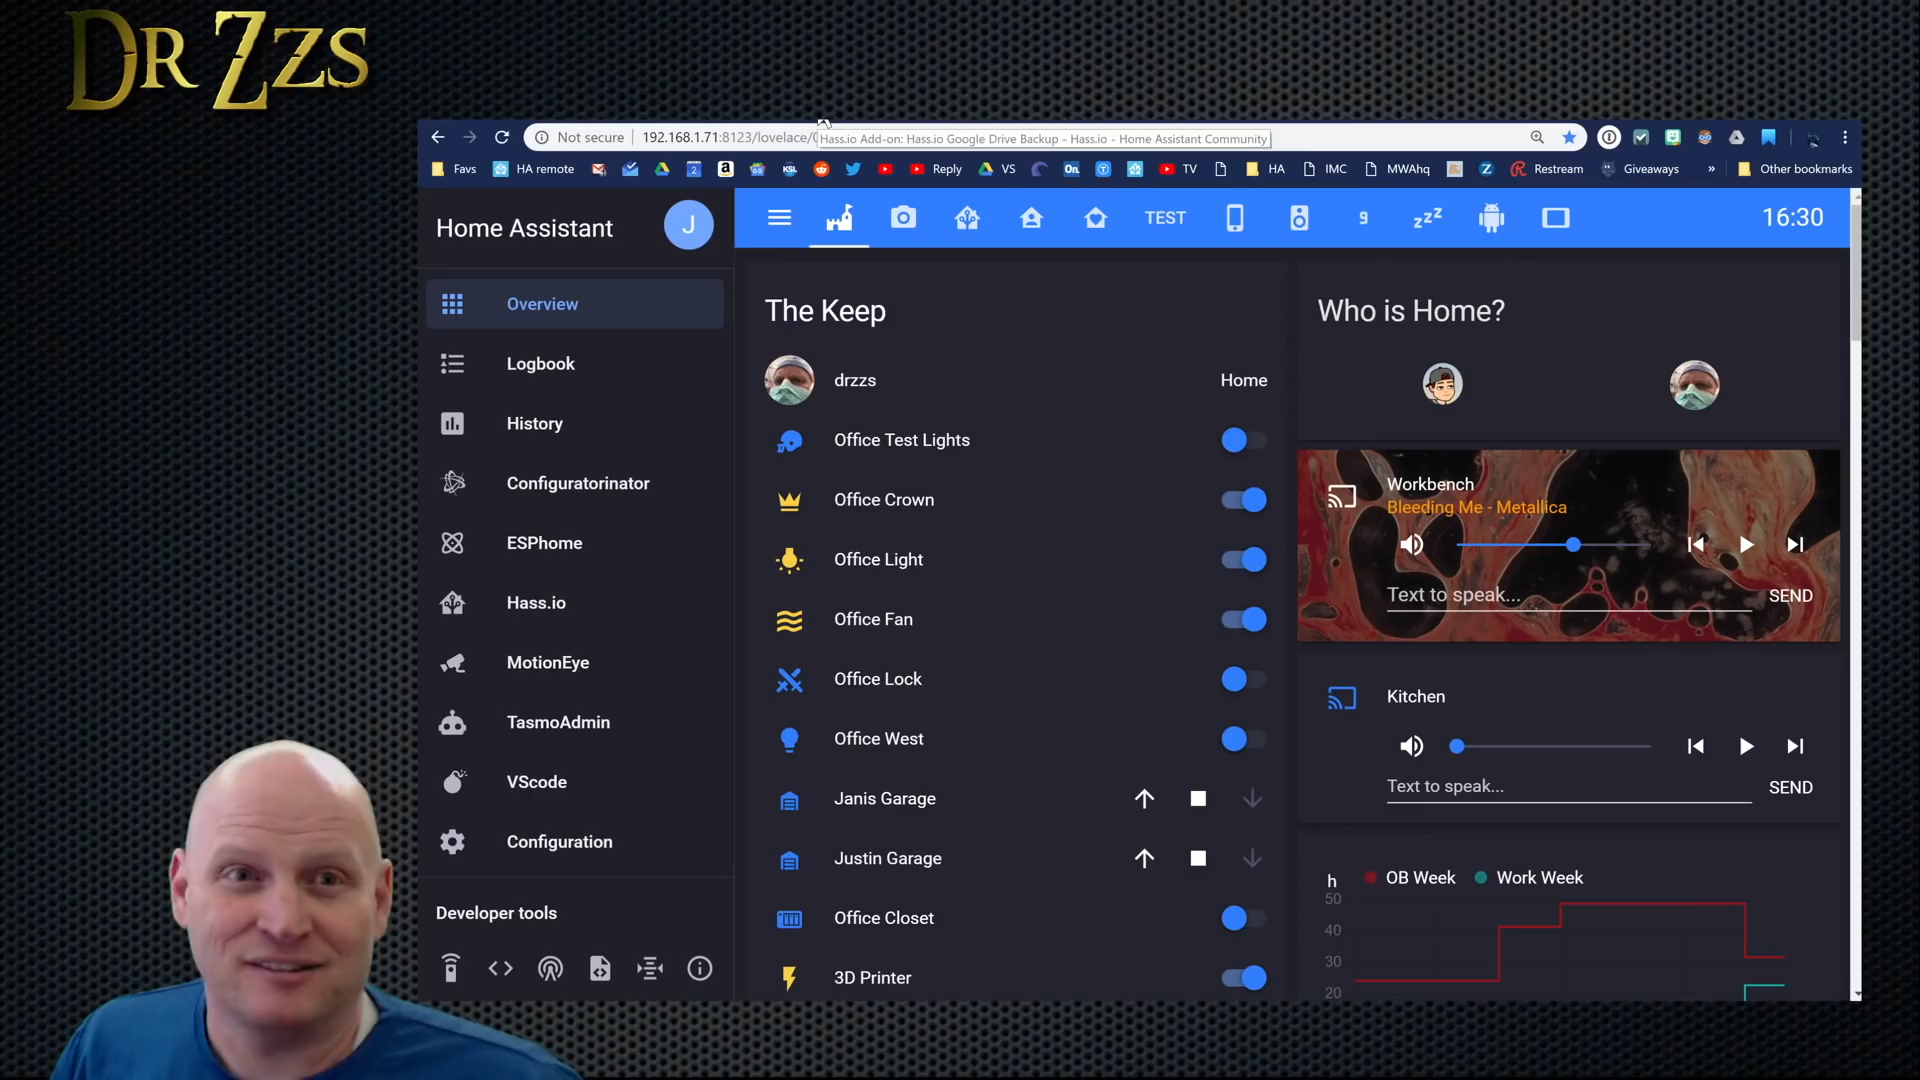 DR ZZS
Not secure
192.168.1.71:8123/lovelace/
Hass.io Add-on: Hass.io Google Drive Backup - Hass.io - Home Assistant Community
Favs
HA remote
2
KSL
Reply
VS
On.
TV
HA
IMC
MWAhq
Z
Restream
Giveaways
»
Other bookmarks
Home Assistant
J
TEST
9
zzZ
16:30
Overview
Logbook
History
Configuratorinator
ESPhome
Hass.io
MotionEye
TasmoAdmin
VScode
Configuration
Developer tools
The Keep
drzzs
Home
Office Test Lights
Office Crown
Office Light
Office Fan
Office Lock
Office West
Janis Garage
Justin Garage
Office Closet
3D Printer
Who is Home?
Workbench
Bleeding Me - Metallica
Text to speak...
SEND
Kitchen
Text to speak...
SEND
h
OB Week
Work Week
50
40
30
20